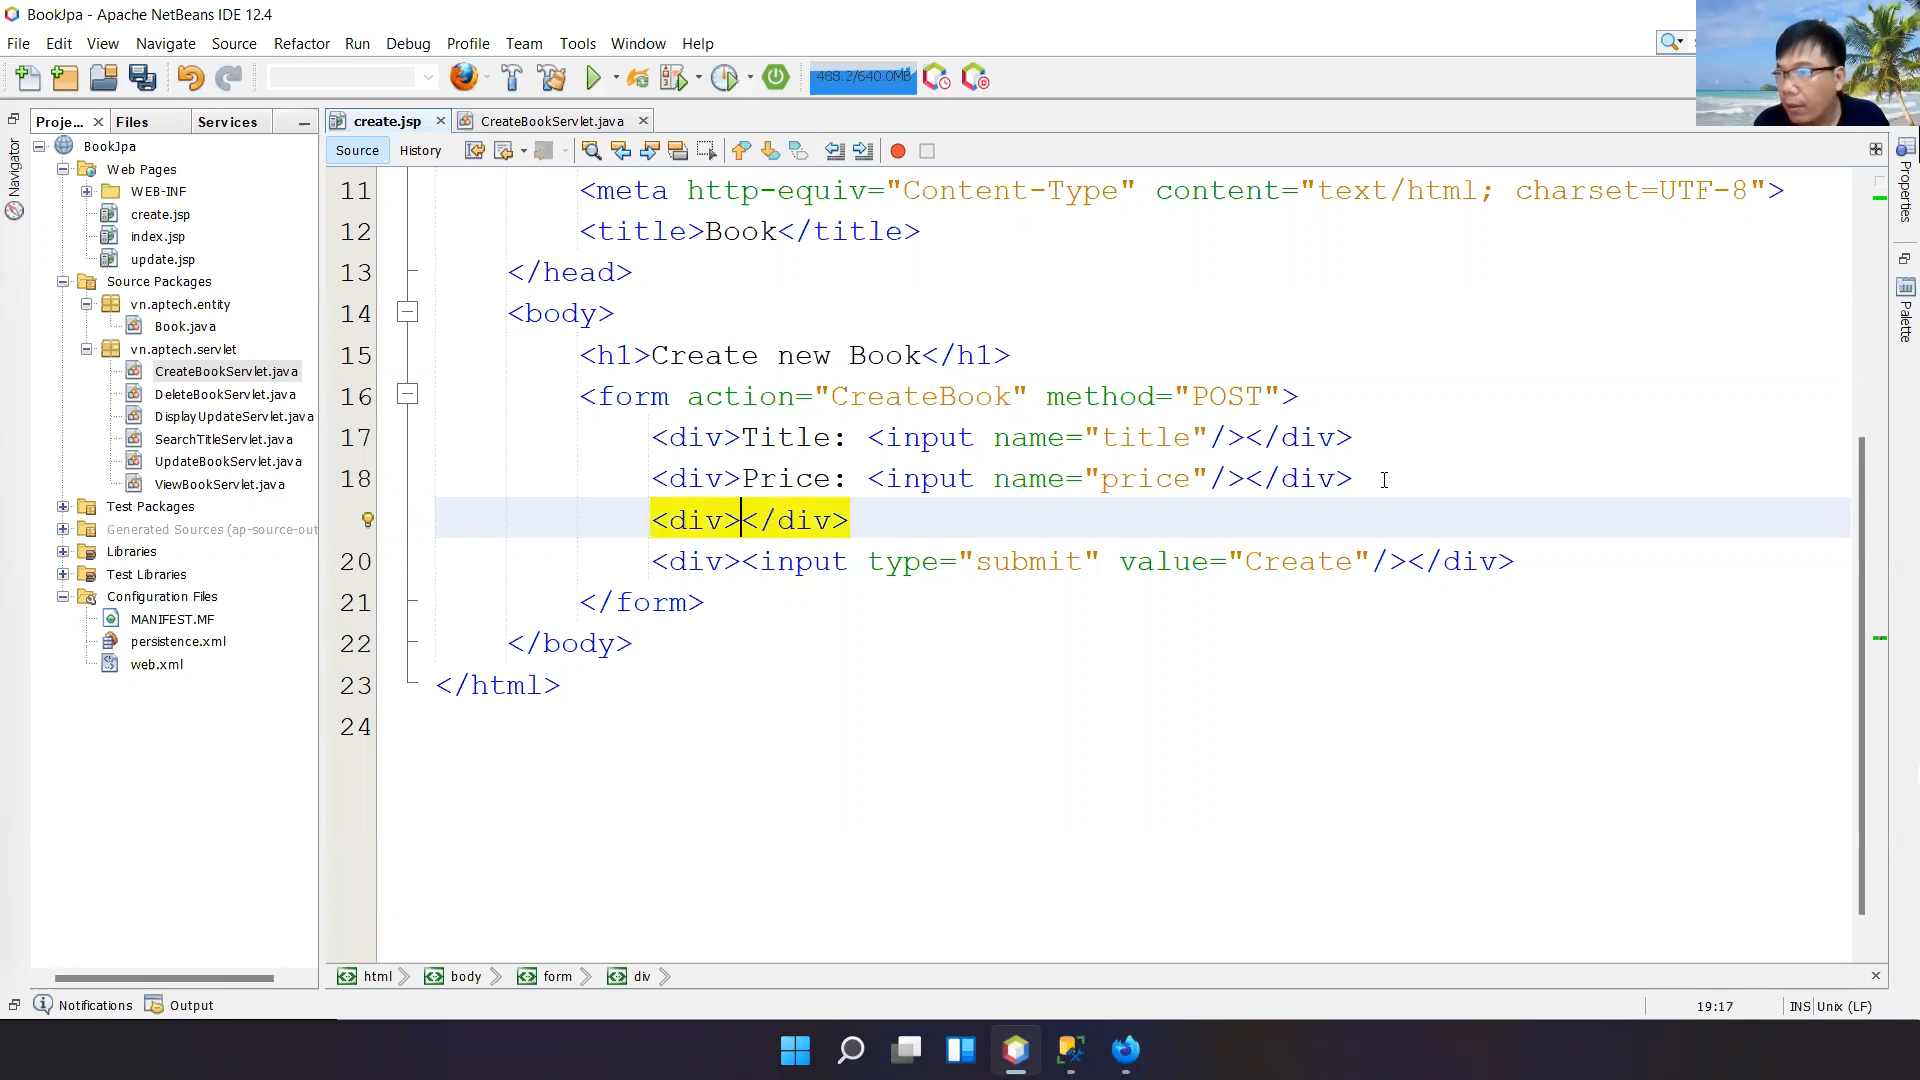 BookJpa - Apache NetBeans IDE 12.4
File Edit View Navigate Source Refactor Run Debug Profile Team Tools Window Help
468.2/640.0MB
Proje... Files Services
create.jsp CreateBookServlet.java
Source History
Navigator
BookJpa
Web Pages
WEB-INF
create.jsp
index.jsp
update.jsp
Source Packages
vn.aptech.entity
Book.java
vn.aptech.servlet
CreateBookServlet.java
DeleteBookServlet.java
DisplayUpdateServlet.java
SearchTitleServlet.java
UpdateBookServlet.java
ViewBookServlet.java
Test Packages
Generated Sources (ap-source-out
Libraries
Test Libraries
Configuration Files
MANIFEST.MF
persistence.xml
web.xml
11 <meta http-equiv="Content-Type" content="text/html; charset=UTF-8">
12 <title>Book</title>
13 </head>
14 <body>
15 <h1>Create new Book</h1>
16 <form action="CreateBook" method="POST">
17 <div>Title: <input name="title"/></div>
18 <div>Price: <input name="price"/></div>
<div></div>
20 <div><input type="submit" value="Create"/></div>
21 </form>
22 </body>
23 </html>
24
Properties
Palette
html body form div
Notifications Output
19:17 INS Unix (LF)